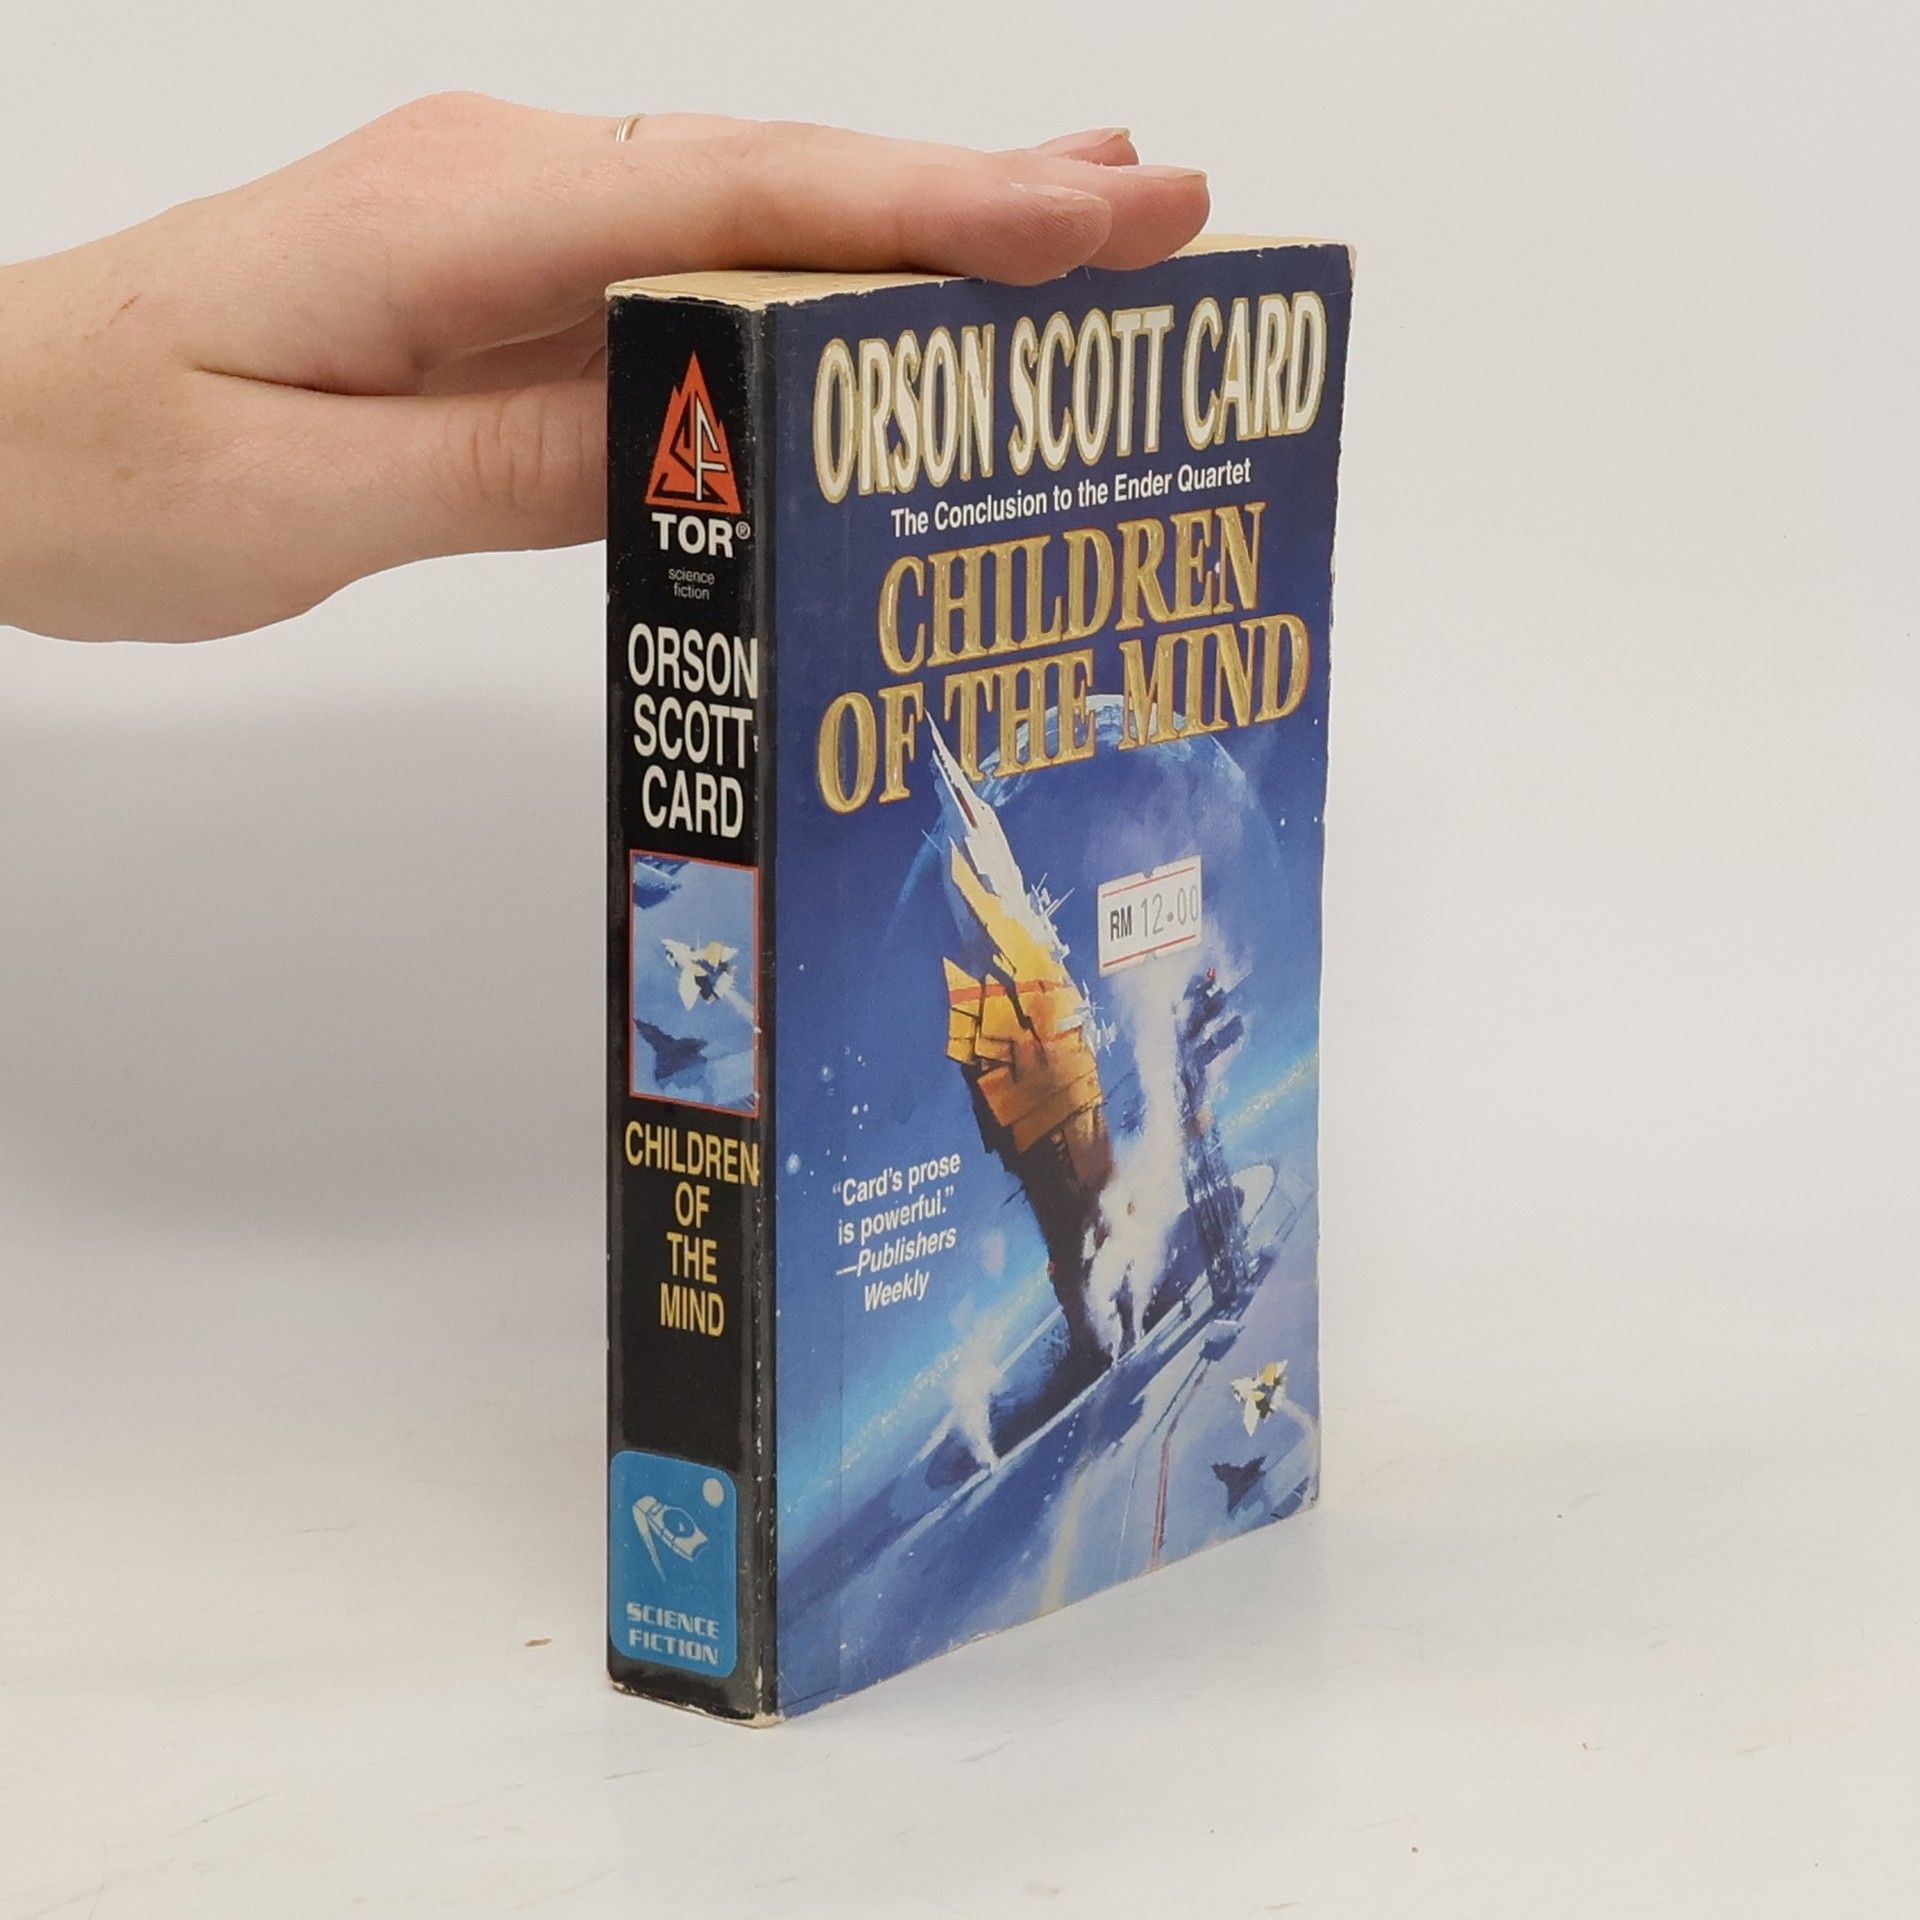 TOR®
science
fiction
ORSON
SCOTT
CARD
CHILDREN
OF
THE
MIND
SCIENCE
FICTION
ORSON SCOTT CARD
The Conclusion to the Ender Quartet
CHILDREN
OF THE MIND
RM 12.00
“Card’s prose
is powerful.”
—Publishers
Weekly